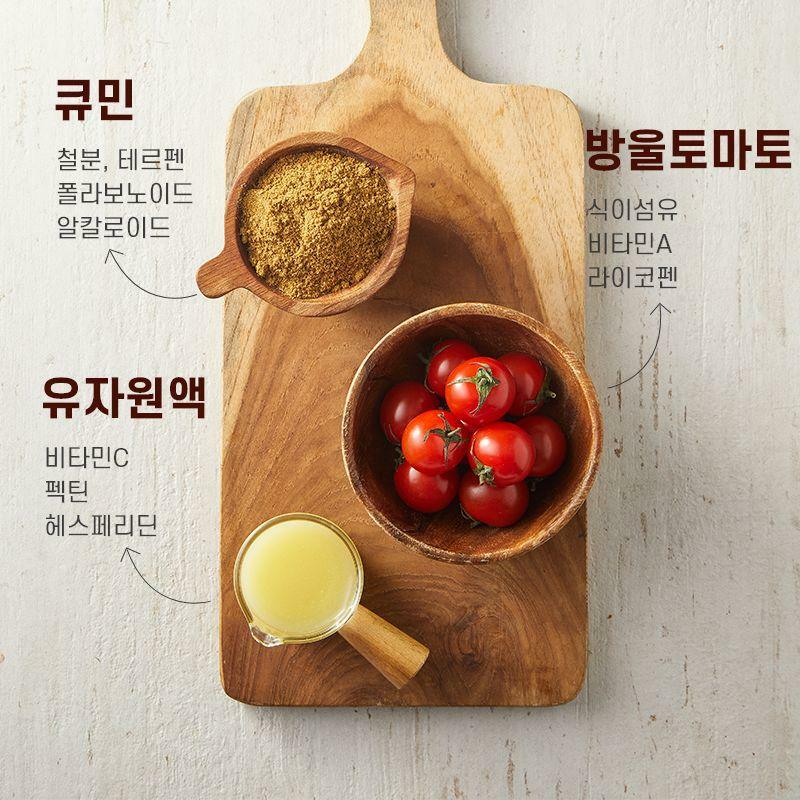 큐민
철분, 테르펜
폴라보노이드
알칼로이드
방울토마토
식이섬유
비타민A
라이코펜
유자원액
비타민C
펙틴
헤스페리딘